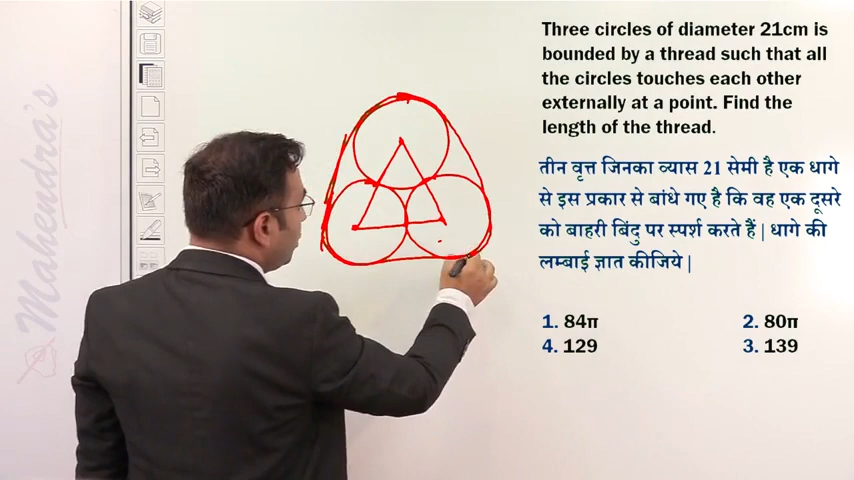 Mahendra's
Three circles of diameter 21cm is
bounded by a thread such that all
the circles touches each other
externally at a point. Find the
length of the thread.
तीन वृत्त जिनका व्यास 21 सेमी है एक धागे
से इस प्रकार से बांधे गए है कि वह एक दूसरे
को बाहरी बिंदु पर स्पर्श करते हैं | धागे की
लम्बाई ज्ञात कीजिये |
1. 84π 2. 80π
4. 129 3. 139